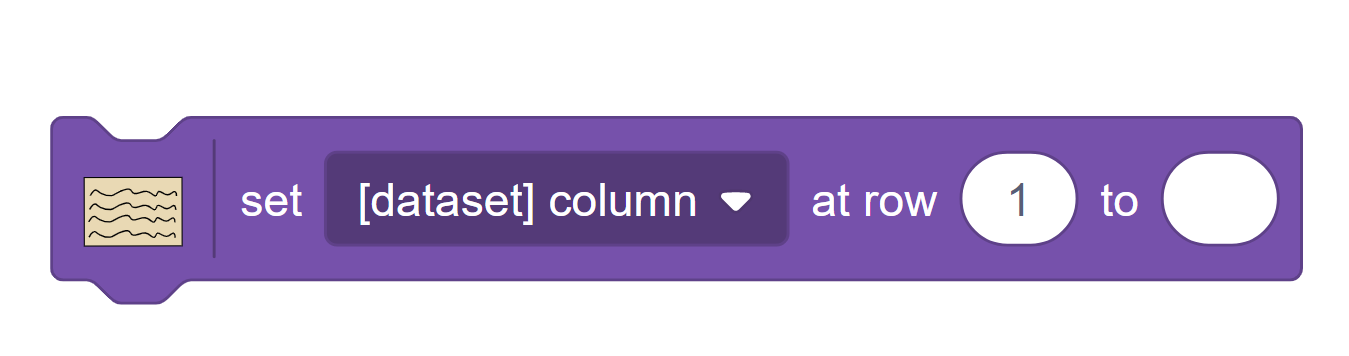 set [dataset] column at row 1 to